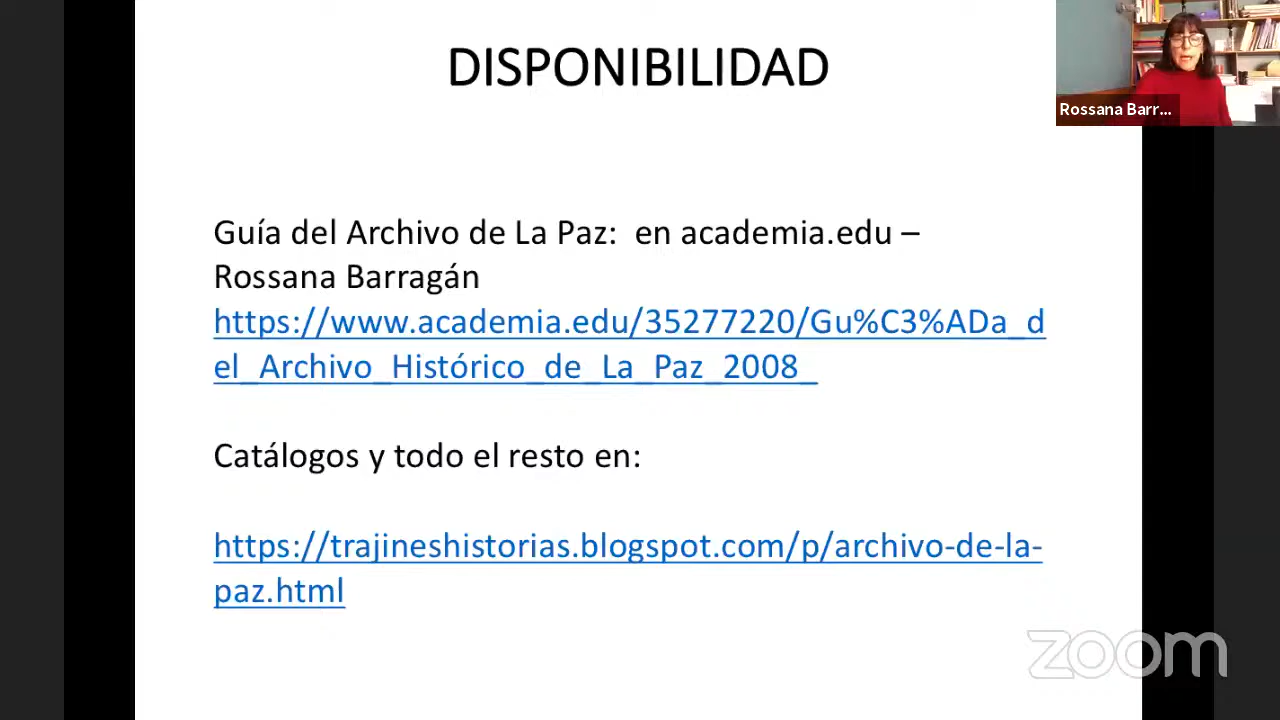 DISPONIBILIDAD
Rossana Barr...
Guía del Archivo de La Paz: en academia.edu –
Rossana Barragán
https://www.academia.edu/35277220/Gu%C3%ADa_d
el_Archivo_Histórico_de_La_Paz_2008_
Catálogos y todo el resto en:
https://trajineshistorias.blogspot.com/p/archivo-de-la-
paz.html
zoom